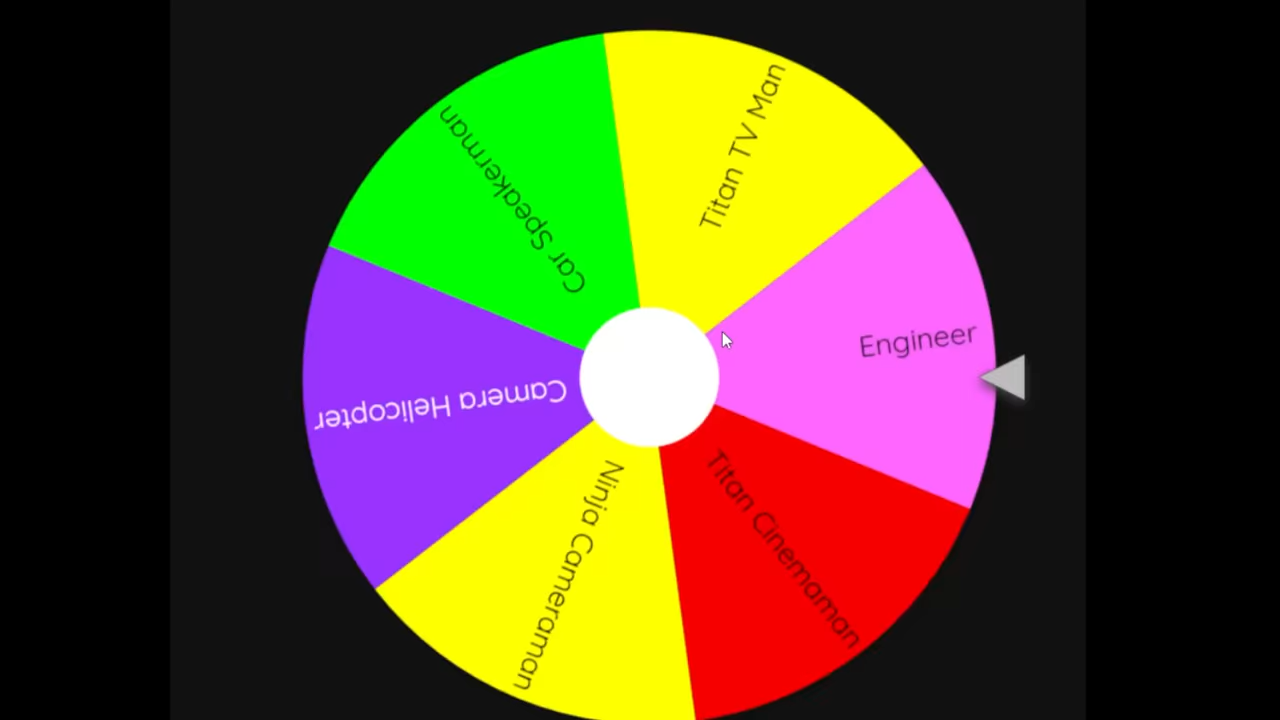 Titan TV Man
Engineer
Titan Cinemaman
Ninja Cameraman
Camera Helicopter
Car Speakerman